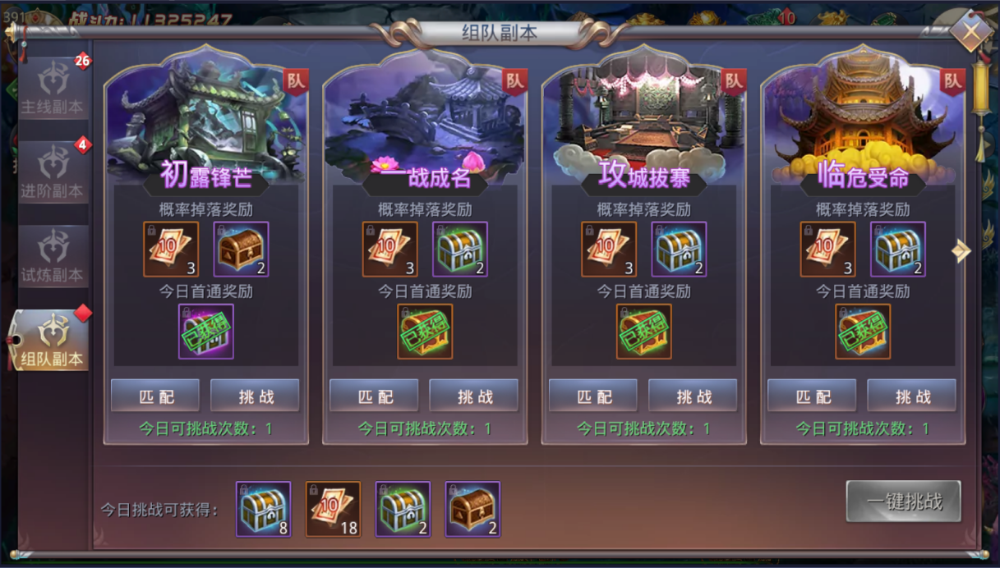 391
战斗力:11325247
10
组队副本
26
主线副本
4
进阶副本
试炼副本
组队副本
队
初露锋芒
概率掉落奖励
10
3
2
今日首通奖励
已获得
匹配
挑战
今日可挑战次数：1
队
一战成名
概率掉落奖励
10
3
2
今日首通奖励
已获得
匹配
挑战
今日可挑战次数：1
队
攻城拔寨
概率掉落奖励
10
3
2
今日首通奖励
已获得
匹配
挑战
今日可挑战次数：1
队
临危受命
概率掉落奖励
10
3
2
今日首通奖励
已获得
匹配
挑战
今日可挑战次数：1
今日挑战可获得：
8
10
18
2
2
一键挑战